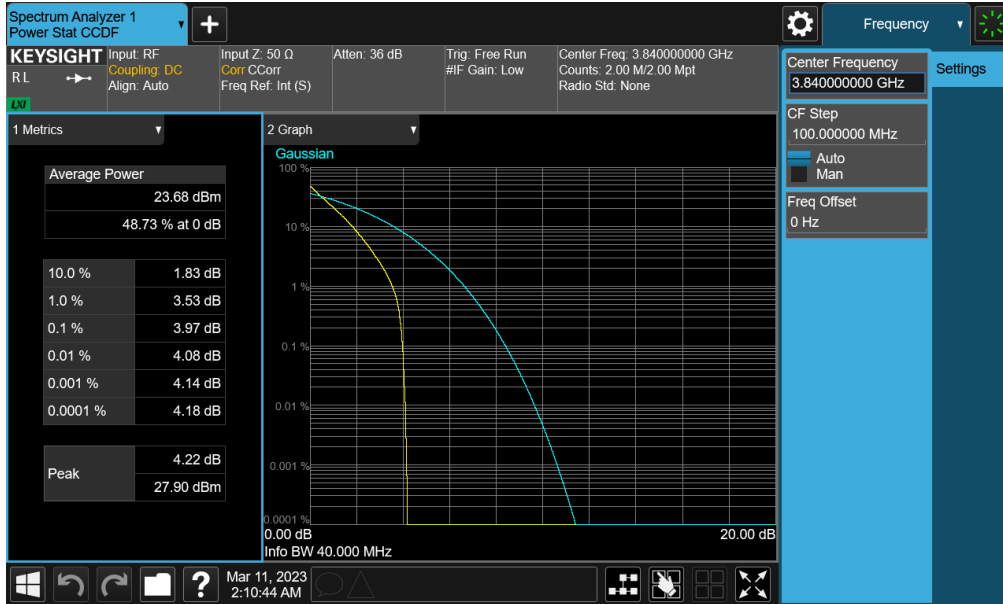 Spectrum Analyzer 1
Power Stat CCDF
Frequency
KEYSIGHT
RL
LXI
Input: RF
Coupling: DC
Align: Auto
Input Z: 50 Ω
Corr CCorr
Freq Ref: Int (S)
Atten: 36 dB
Trig: Free Run
#IF Gain: Low
Center Freq: 3.840000000 GHz
Counts: 2.00 M/2.00 Mpt
Radio Std: None
Center Frequency
3.840000000 GHz
Settings
CF Step
100.000000 MHz
Auto
Man
Freq Offset
0 Hz
1 Metrics
Average Power
23.68 dBm
48.73 % at 0 dB
10.0 % 1.83 dB
1.0 % 3.53 dB
0.1 % 3.97 dB
0.01 % 4.08 dB
0.001 % 4.14 dB
0.0001 % 4.18 dB
Peak
4.22 dB
27.90 dBm
2 Graph
Gaussian
100 %
10 %
1 %
0.1 %
0.01 %
0.001 %
0.0001 %
0.00 dB 20.00 dB
Info BW 40.000 MHz
?
Mar 11, 2023
2:10:44 AM